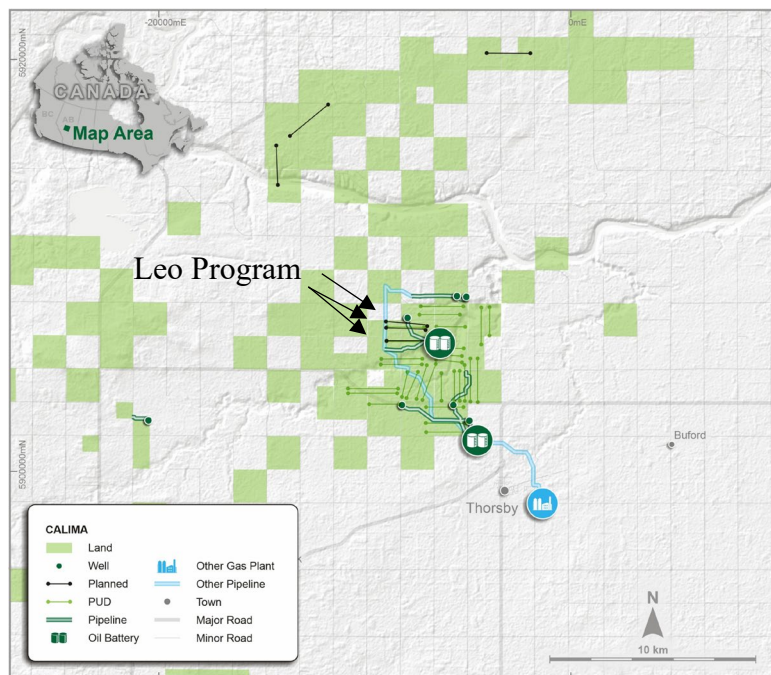 -20000mE
0mE
5920000mN
CANADA
BC
AB
Map Area
Leo Program
Buford
5900000mN
Thorsby
CALIMA
Land
Well
Planned
PUD
Pipeline
Oil Battery
Other Gas Plant
Other Pipeline
Town
Major Road
Minor Road
N
10 km